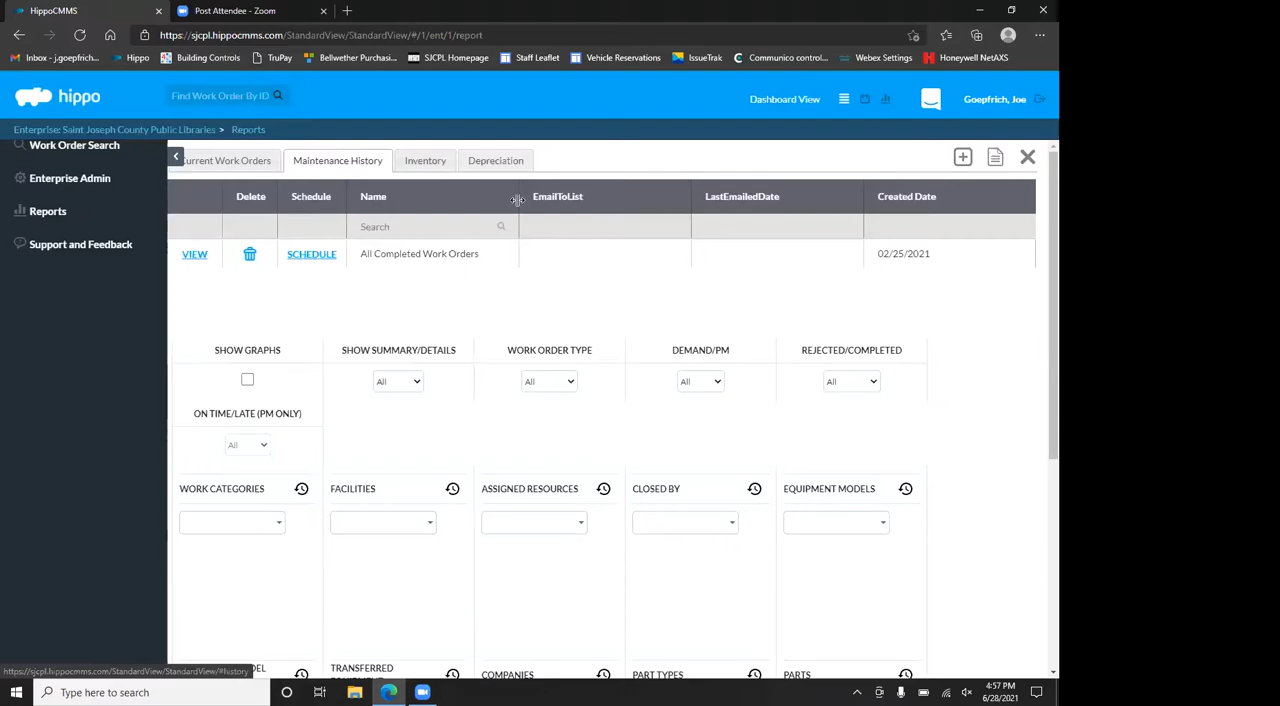 HippoCMMS
Post Attendee - Zoom
https://sjcpl.hippocmms.com/StandardView/StandardView/#/1/ent/1/report
Inbox - j.goepfrich...
Hippo
Building Controls
TruPay
Bellwether Purchasi...
SJCPL Homepage
Staff Leaflet
Vehicle Reservations
IssueTrak
Communico control...
Webex Settings
Honeywell NetAXS
hippo
Find Work Order By ID
Dashboard View
Goepfrich, Joe
Enterprise: Saint Joseph County Public Libraries > Reports
Work Order Search
Enterprise Admin
Reports
Support and Feedback
Current Work Orders
Maintenance History
Inventory
Depreciation
Delete
Schedule
Name
EmailToList
LastEmailedDate
Created Date
Search
VIEW
SCHEDULE
All Completed Work Orders
02/25/2021
SHOW GRAPHS
SHOW SUMMARY/DETAILS
WORK ORDER TYPE
DEMAND/PM
REJECTED/COMPLETED
All
All
All
All
ON TIME/LATE (PM ONLY)
All
WORK CATEGORIES
FACILITIES
ASSIGNED RESOURCES
CLOSED BY
EQUIPMENT MODELS
TRANSFERRED
COMPANIES
PART TYPES
PARTS
https://sjcpl.hippocmms.com/StandardView/StandardView/#history
Type here to search
4:57 PM
6/28/2021